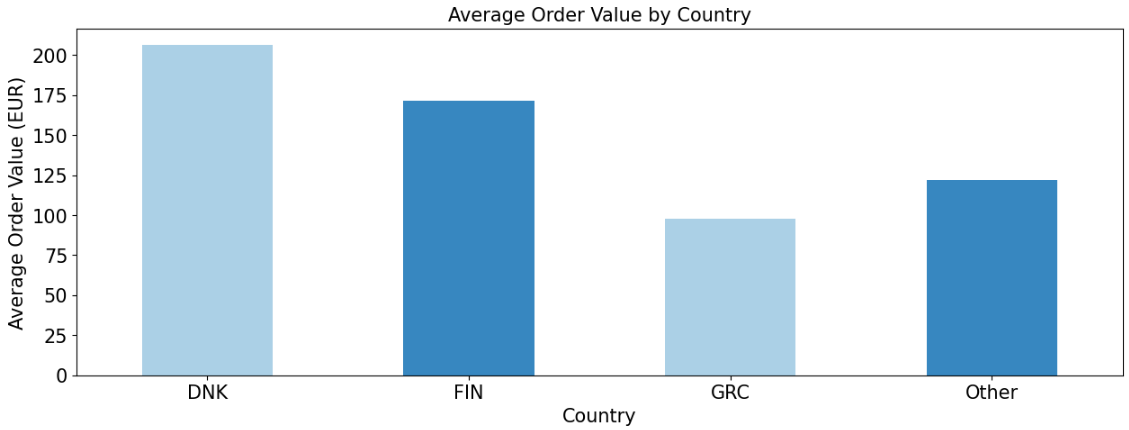 Average Order Value by Country
Average Order Value (EUR)
200
175
150
125
100
75
50
25
0
DNK FIN GRC Other
Country